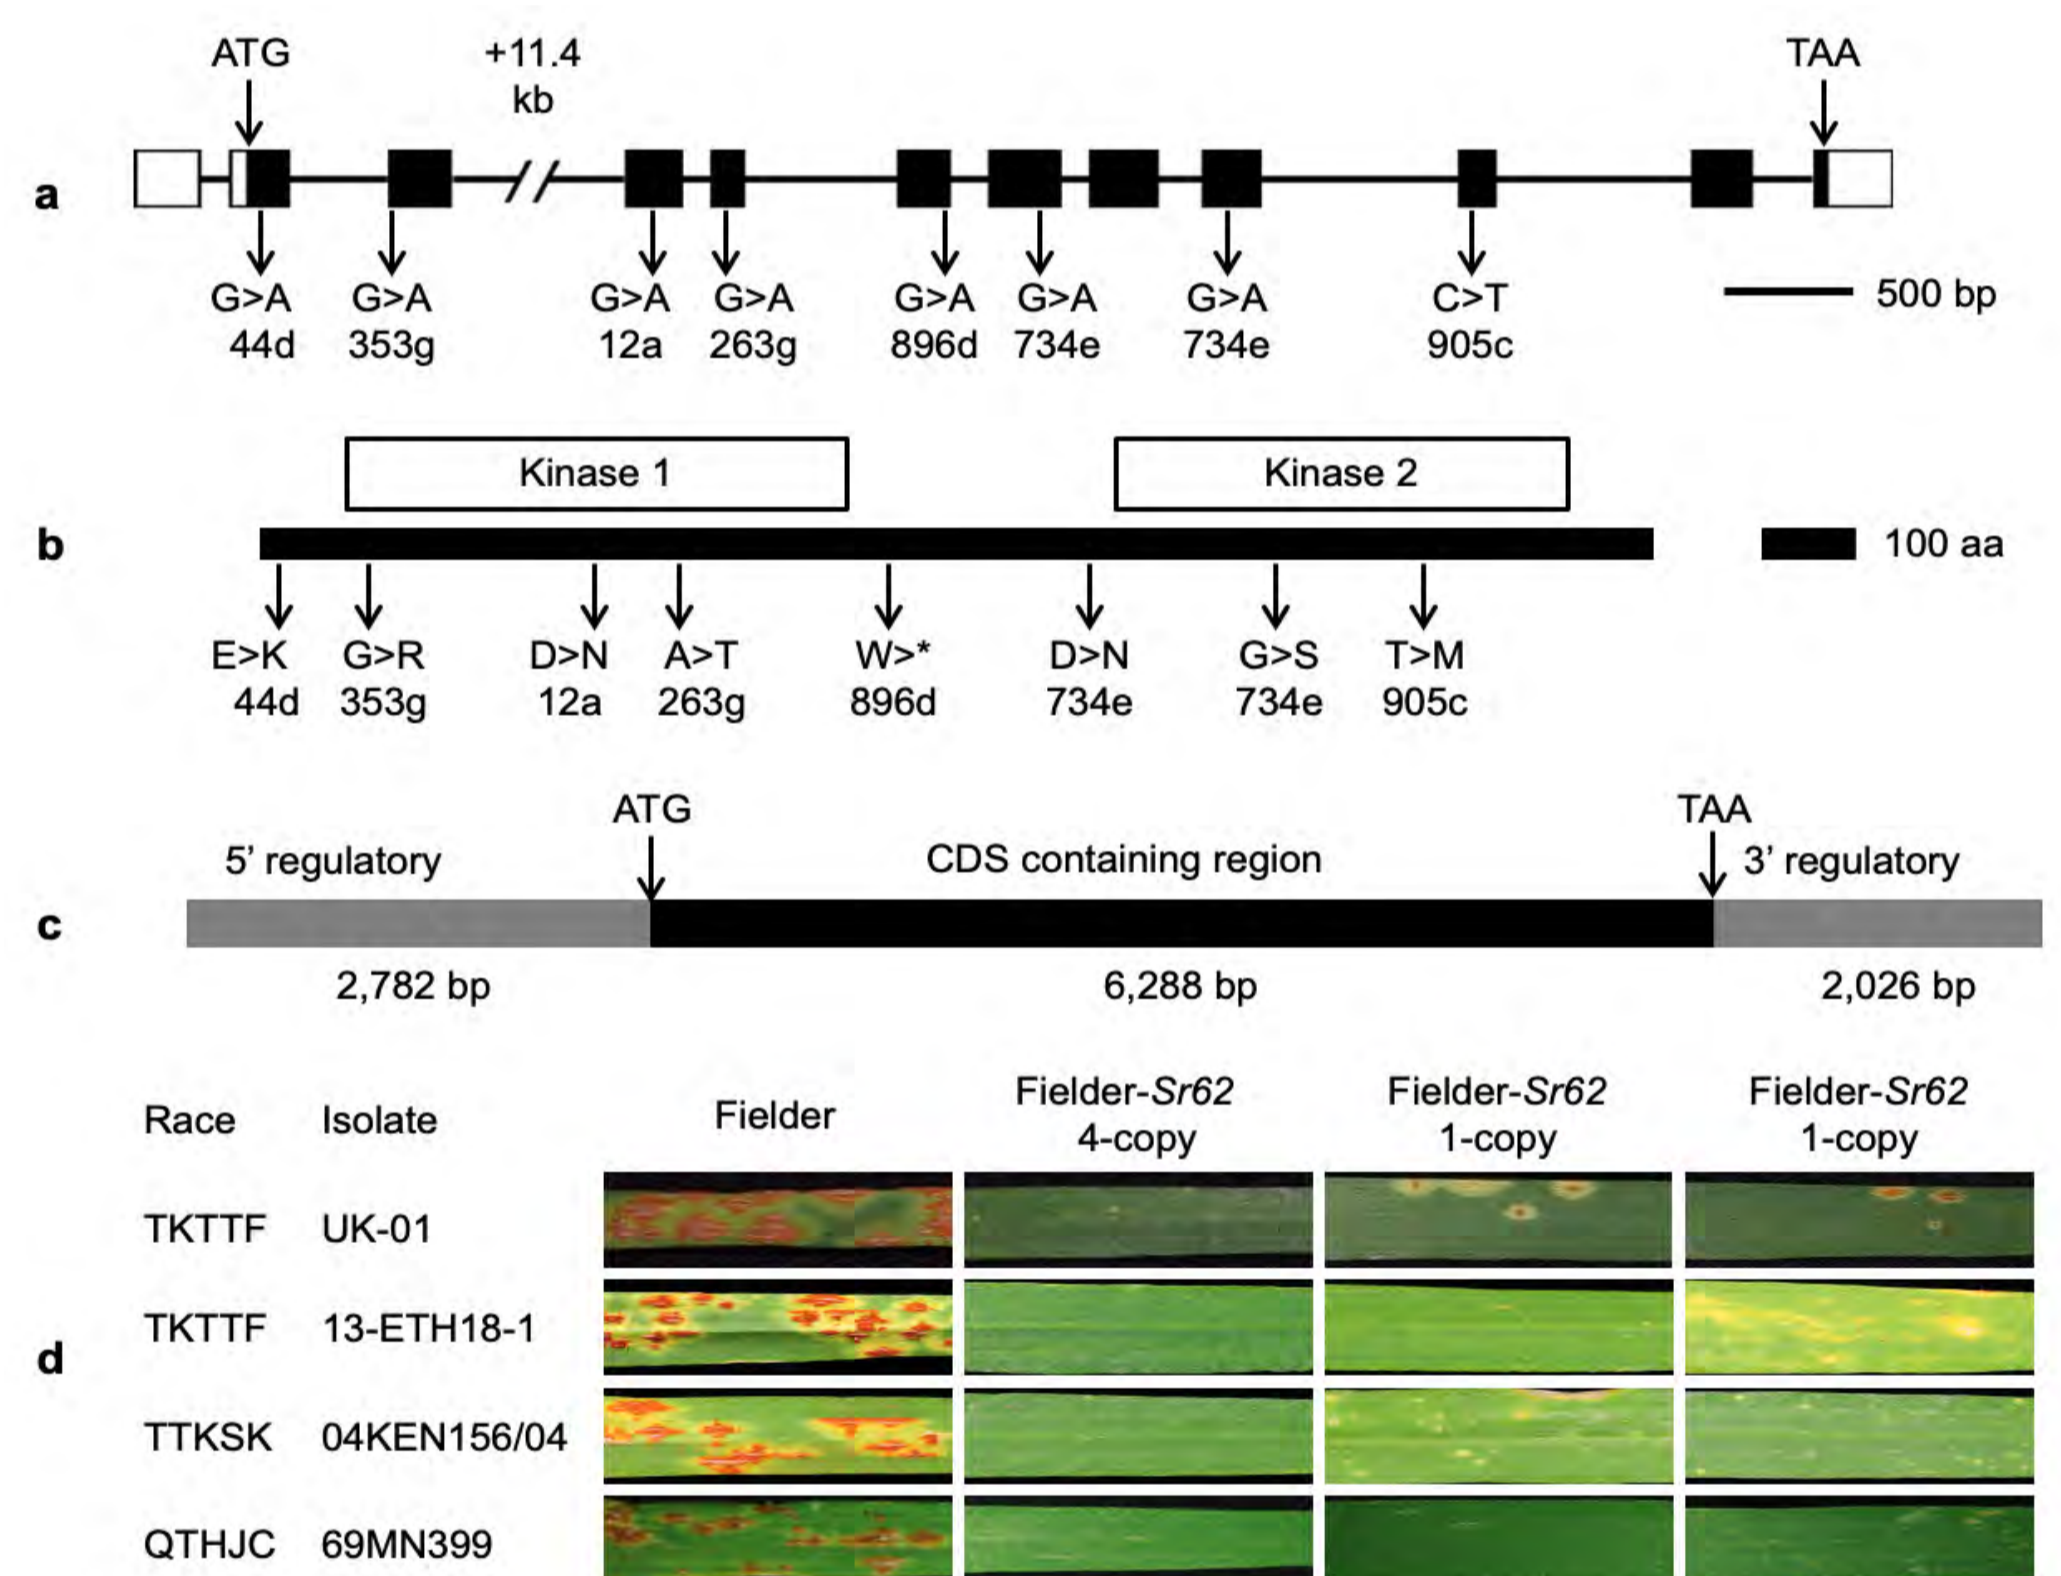 ATG +11.4 TAA
kb
a
G>A G>A G>A G>A G>A G>A G>A C>T 500 bp
44d 353g 12a 263g 896d 734e 734e 905c
Kinase 1 Kinase 2
b 100 aa
E>K G>R D>N A>T W>* D>N G>S T>M
44d 353g 12a 263g 896d 734e 734e 905c
ATG TAA
5’ regulatory CDS containing region 3’ regulatory
c
2,782 bp 6,288 bp 2,026 bp
Race Isolate Fielder Fielder-Sr62 Fielder-Sr62 Fielder-Sr62
4-copy 1-copy 1-copy
TKTTF UK-01
TKTTF 13-ETH18-1
d
TTKSK 04KEN156/04
QTHJC 69MN399